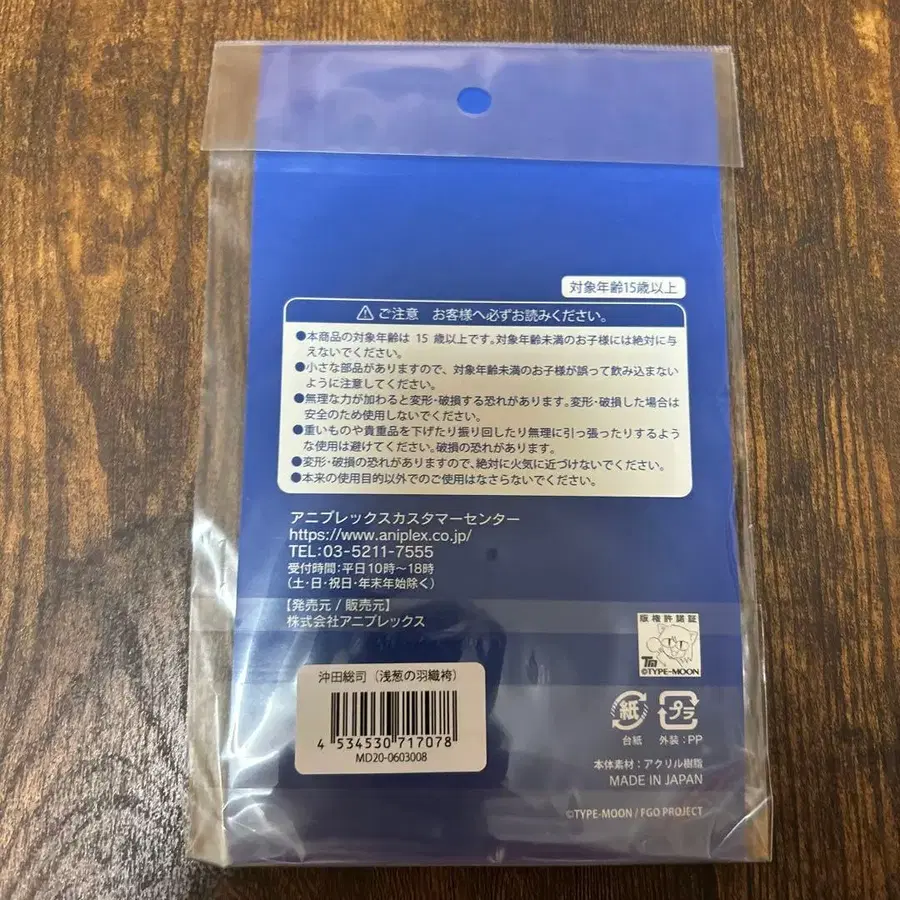 対象年齢15歳以上
⚠ご注意 お客様へ必ずお読みください。
●本商品の対象年齢は 15 歳以上です。対象年齢未満のお子様には絶対に与
えないでください。
●小さな部品がありますので、対象年齢未満のお子様が誤って飲み込まない
ように注意してください。
●無理な力が加わると変形・破損する恐れがあります。変形・破損した場合は
安全のため使用しないでください。
●重いものや貴重品を下げたり振り回したり無理に引っ張ったりするよう
な使用は避けてください。破損の恐れがあります。
●変形・破損の恐れがありますので、絶対に火気に近づけないでください。
●本来の使用目的以外でのご使用はなさらないでください。
アニプレックスカスタマーセンター
https://www.aniplex.co.jp/
TEL:03-5211-7555
受付時間:平日10時〜18時
(土・日・祝日・年末年始除く)
【発売元 / 販売元】
株式会社アニプレックス
版権許諾証
TM
©TYPE-MOON
沖田総司(浅葱の羽織袴)
4 534530 717078
MD20-0603008
紙
プラ
台紙 外装:PP
本体素材:アクリル樹脂
MADE IN JAPAN
©TYPE-MOON / FGO PROJECT